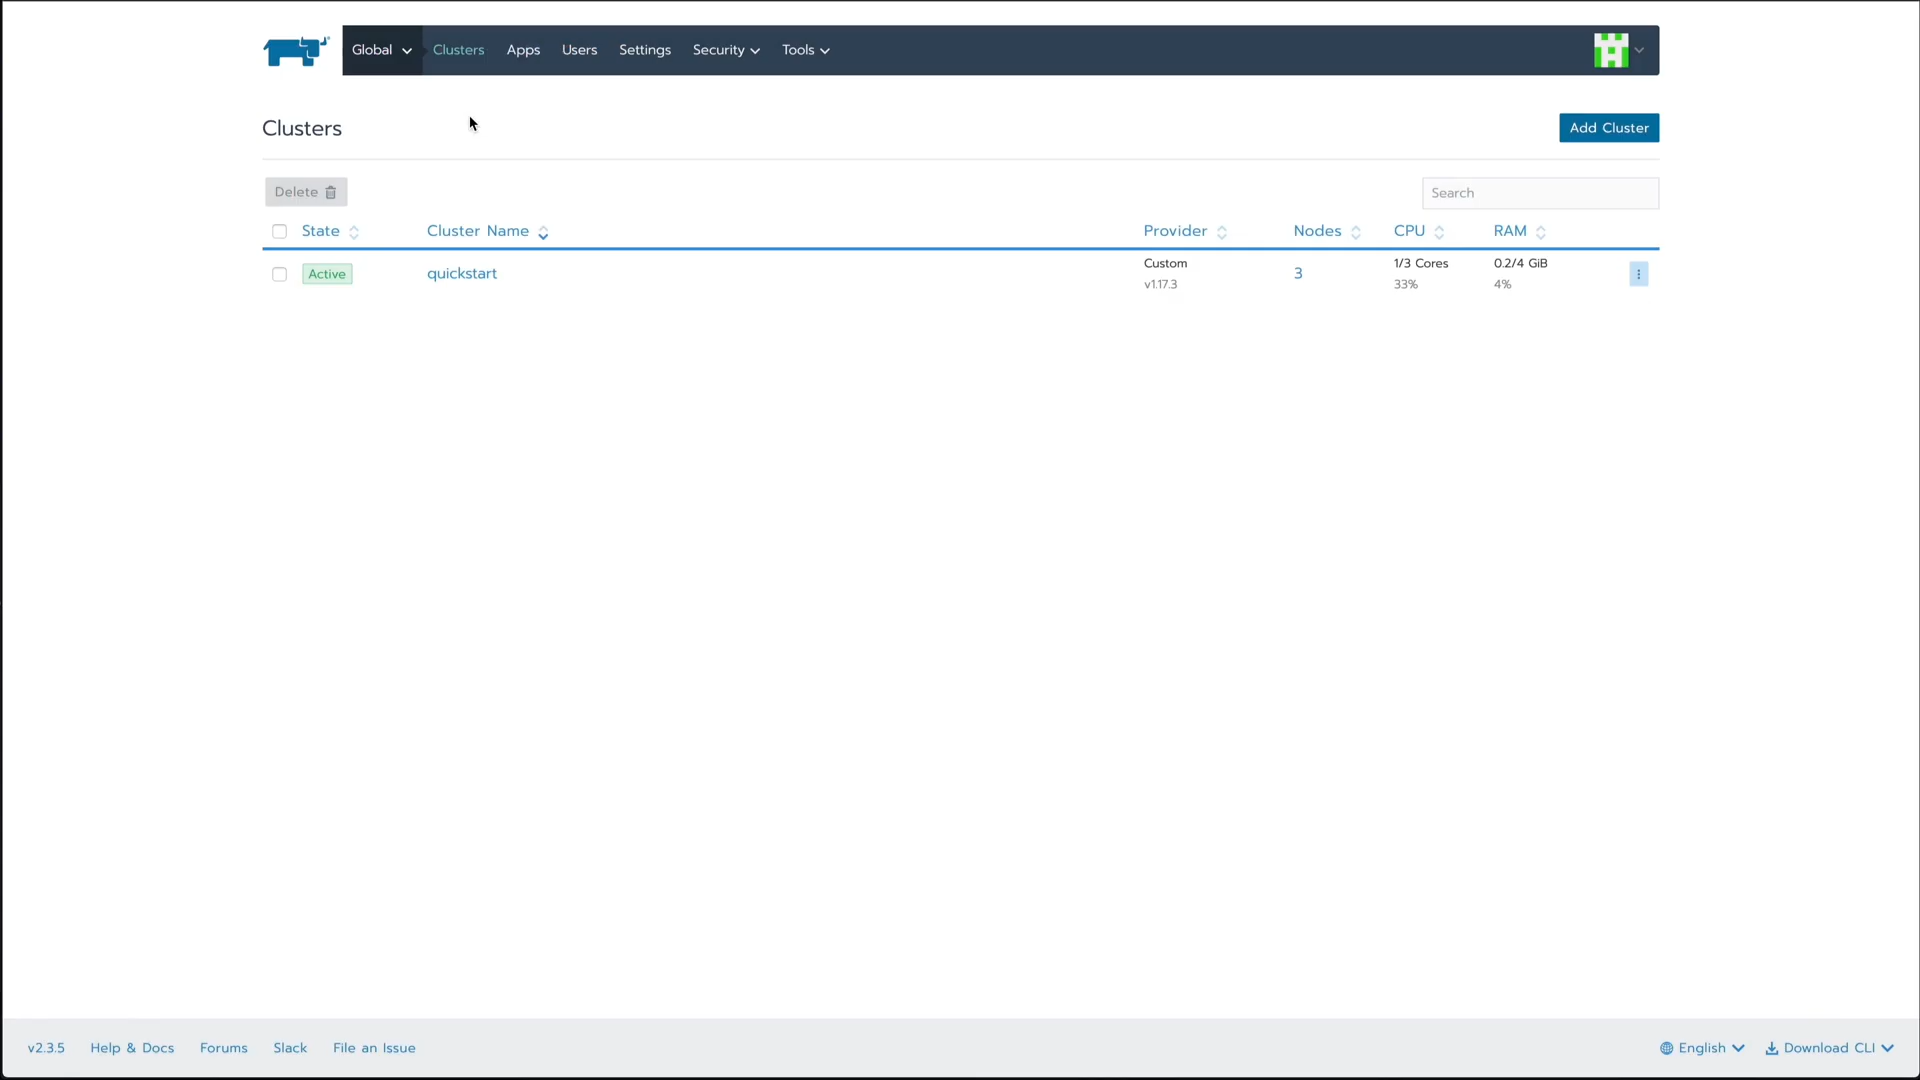 Global Clusters Apps Users Settings Security Tools
Clusters
Add Cluster
Delete
Search
State Cluster Name Provider Nodes CPU RAM
Active quickstart Custom 3 1/3 Cores 0.2/4 GiB
v1.17.3 33% 4%
v2.3.5 Help & Docs Forums Slack File an Issue English Download CLI